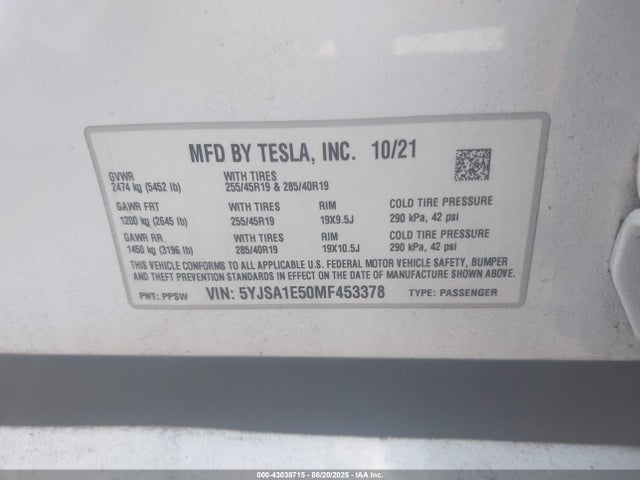 MFD BY TESLA, INC. 10/21
GVWR WITH TIRES
2474 kg (5452 lb) 255/45R19 & 285/40R19
GAWR FRT WITH TIRES RIM COLD TIRE PRESSURE
1200 kg (2645 lb) 255/45R19 19X9.5J 290 kPa, 42 psi
GAWR RR WITH TIRES RIM COLD TIRE PRESSURE
1450 kg (3196 lb) 285/40R19 19X10.5J 290 kPa, 42 psi
THIS VEHICLE CONFORMS TO ALL APPLICABLE U.S. FEDERAL MOTOR VEHICLE SAFETY, BUMPER
AND THEFT PREVENTION STANDARDS IN EFFECT ON THE DATE OF MANUFACTURE SHOWN ABOVE.
PNT: PPSW VIN: 5YJSA1E50MF453378 TYPE: PASSENGER
000-43038715 - 08/20/2025 - IAAI.COM